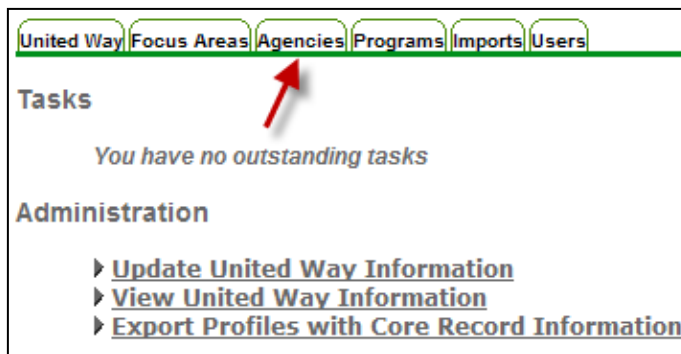 United Way Focus Areas Agencies Programs Imports Users
Tasks
You have no outstanding tasks
Administration
Update United Way Information
View United Way Information
Export Profiles with Core Record Information